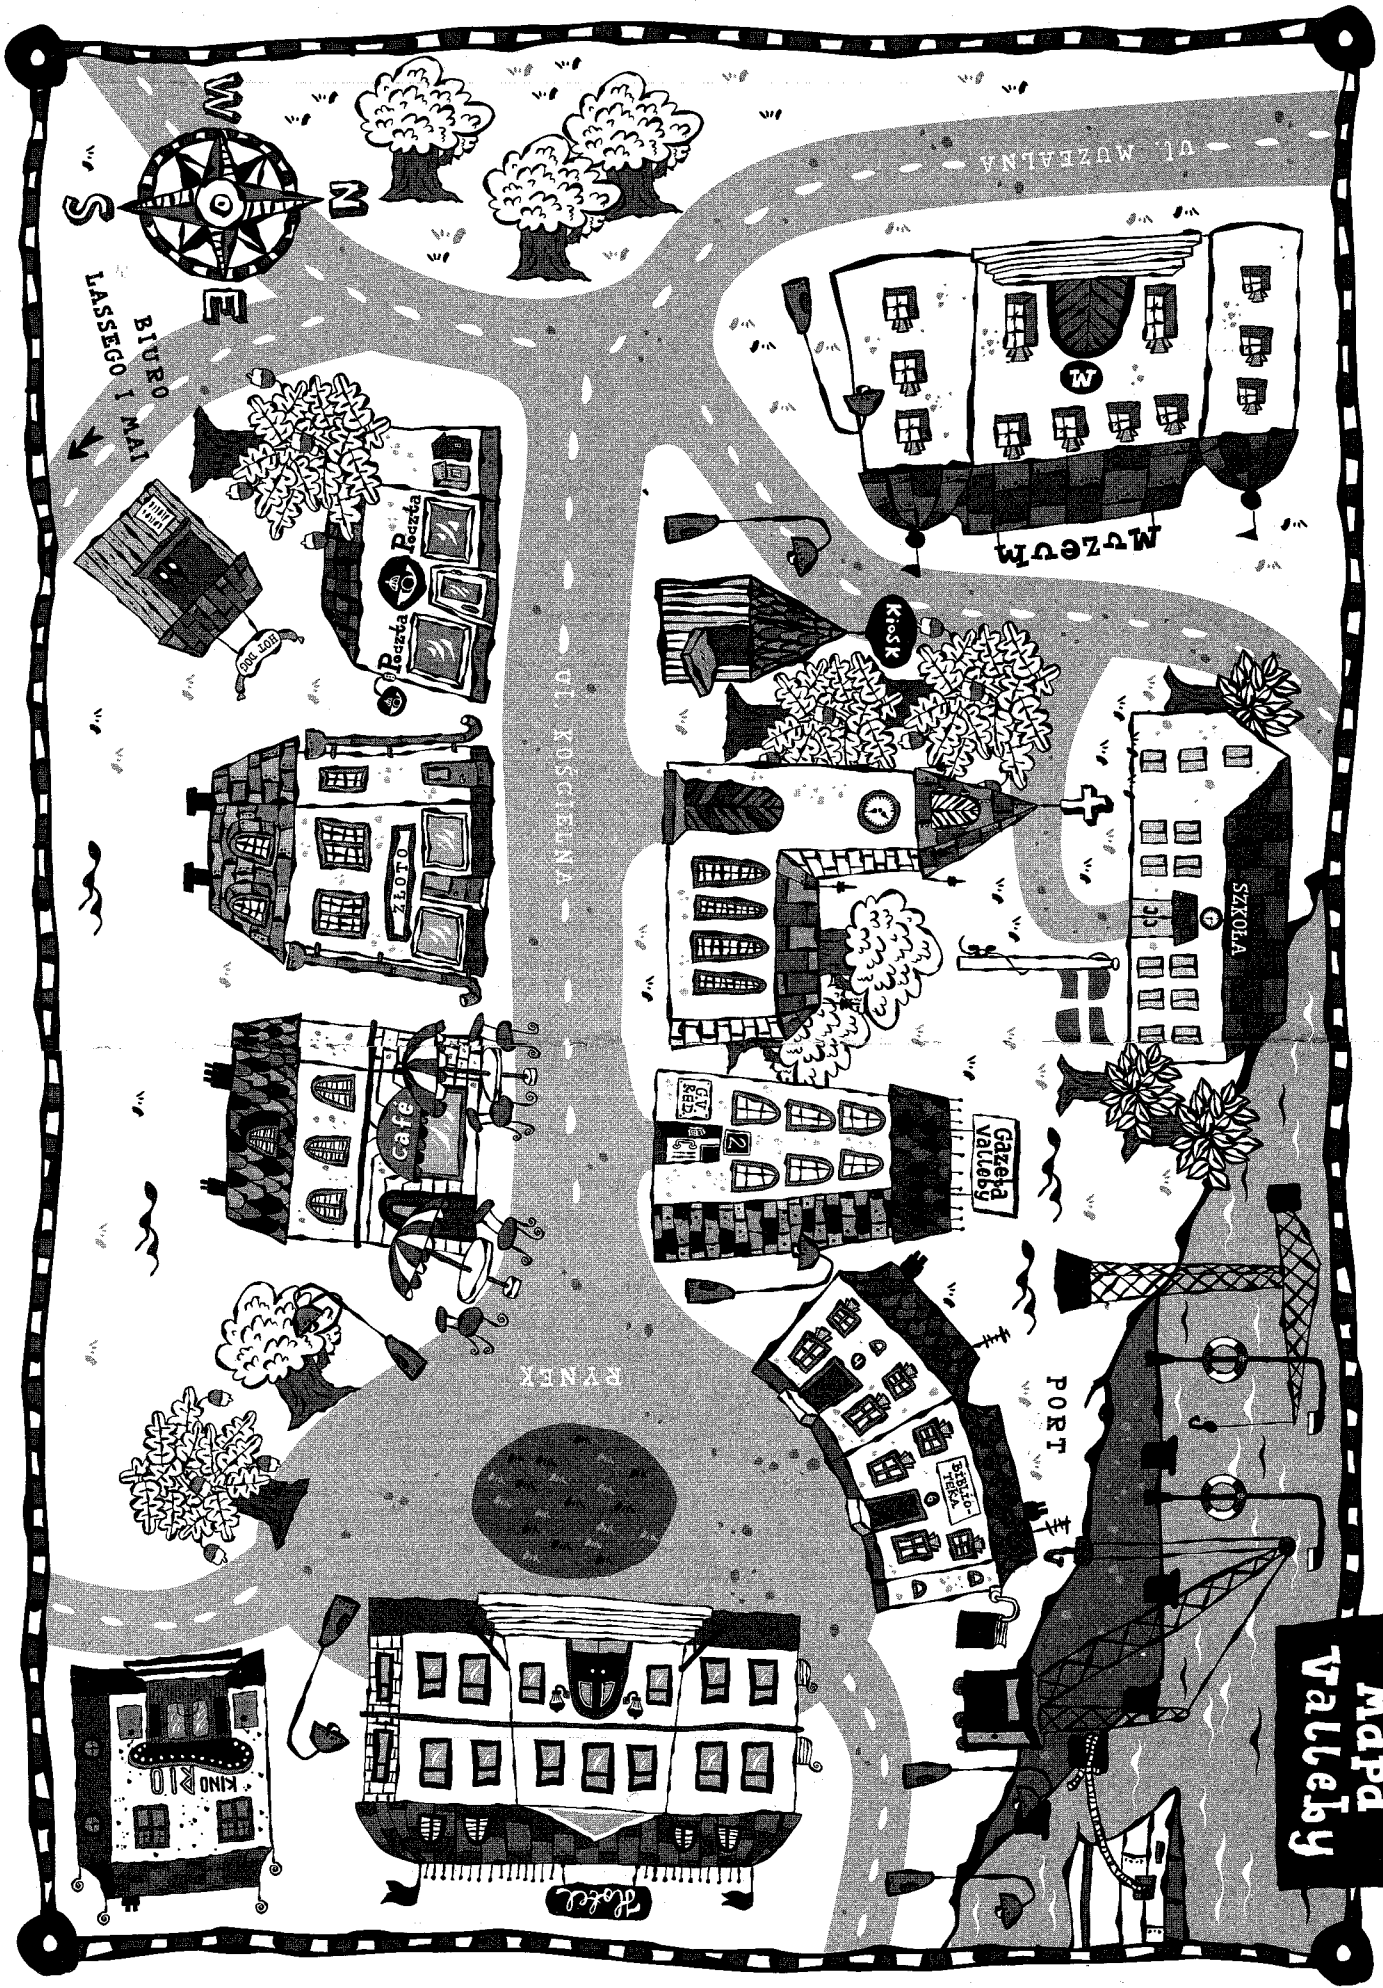 Mapa
Valleby
W
N
S
E
BIURO
LASSEGO I MAI
HOT DOG
Poczta
Poczta
UL. MUZEALNA
M
Muzeum
KIOSK
UL. KOŚCIELNA
ZŁOTO
SZKOŁA
Café
G.V.
RED.
12
Gazeta
Valleby
RYNEK
PORT
BIBLIO-
TEKA
KINO RIO
Hotel